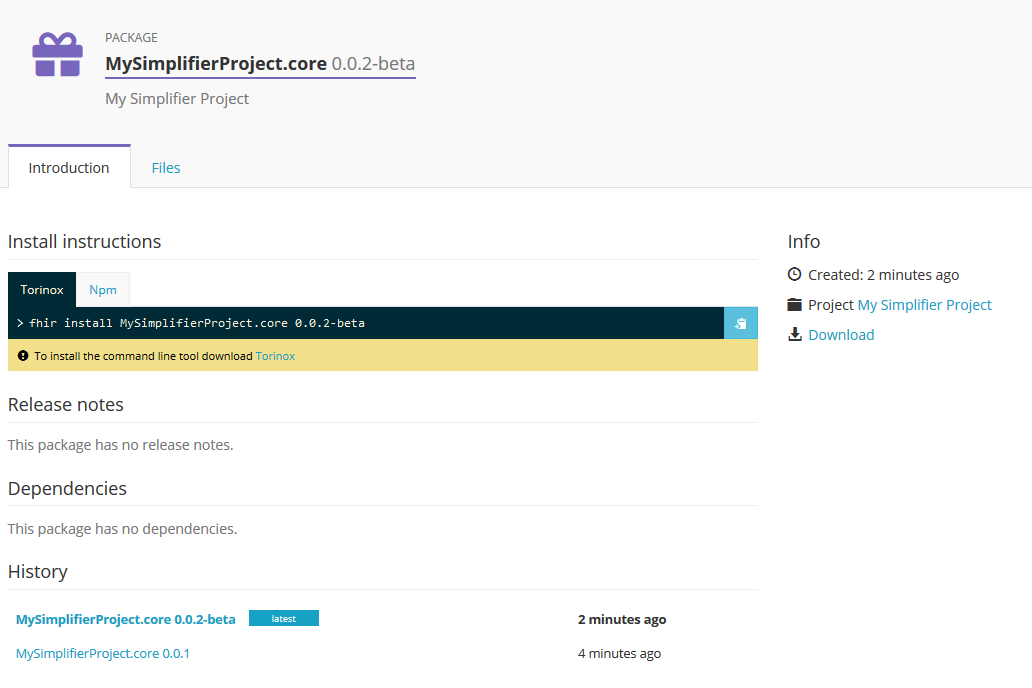 PACKAGE
MySimplifierProject.core 0.0.2-beta
My Simplifier Project
Introduction
Files
Install instructions
Torinox
Npm
> fhir install MySimplifierProject.core 0.0.2-beta
To install the command line tool download Torinox
Release notes
This package has no release notes.
Dependencies
This package has no dependencies.
History
MySimplifierProject.core 0.0.2-beta latest 2 minutes ago
MySimplifierProject.core 0.0.1 4 minutes ago
Info
Created: 2 minutes ago
Project My Simplifier Project
Download